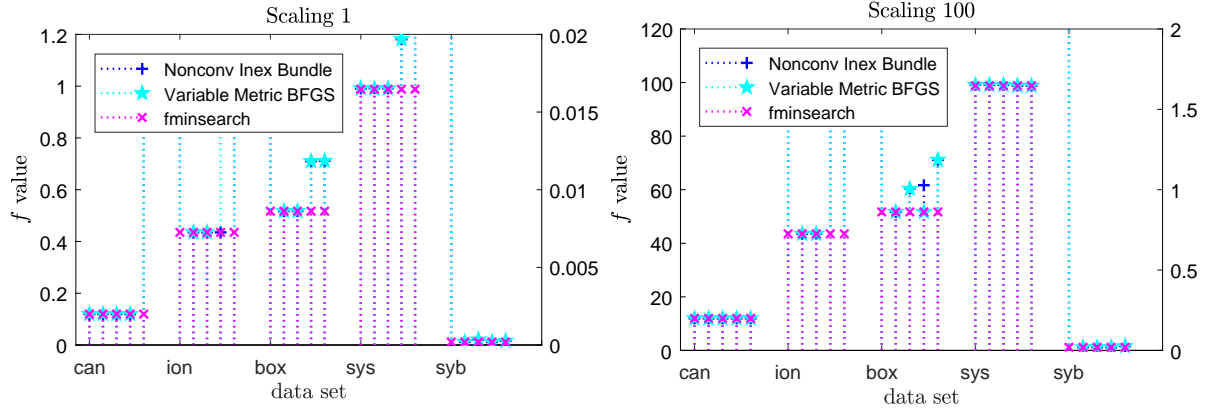 Scaling 1
1.2
1
0.8
0.6
0.4
0.2
0
f value
Nonconv Inex Bundle
Variable Metric BFGS
fminsearch
0.02
0.015
0.01
0.005
0
can ion box sys syb
data set
Scaling 100
120
100
80
60
40
20
0
f value
Nonconv Inex Bundle
Variable Metric BFGS
fminsearch
2
1.5
1
0.5
0
can ion box sys syb
data set